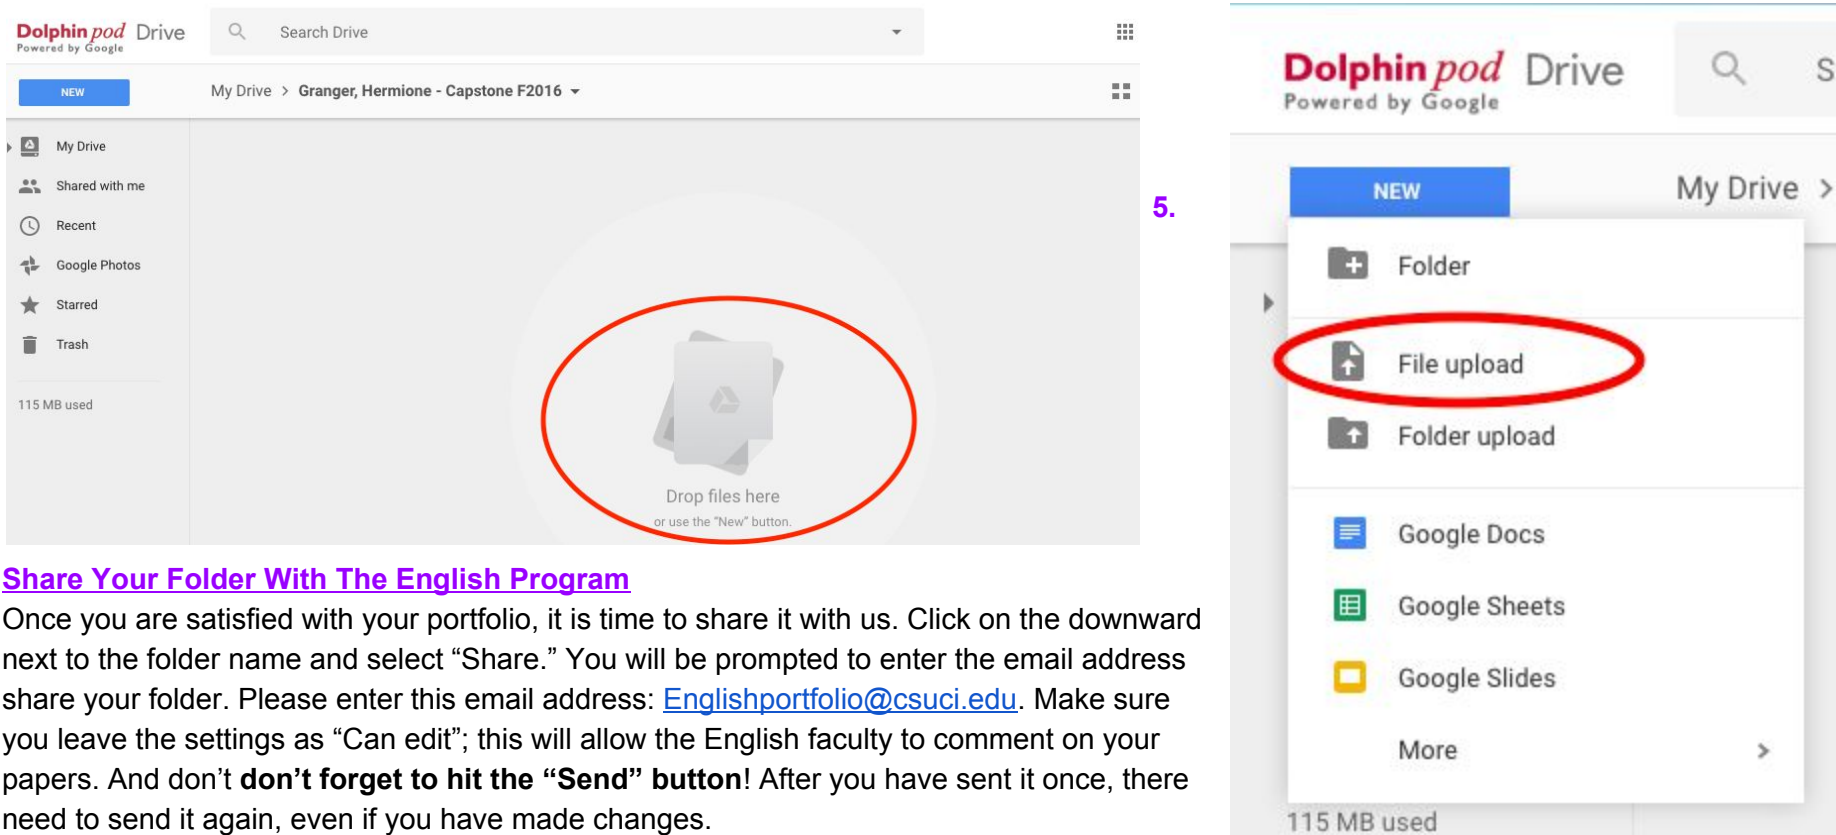 Dolphin pod Drive
Powered by Google
Search Drive
NEW
My Drive > Granger, Hermione - Capstone F2016
My Drive
Shared with me
Recent
Google Photos
Starred
Trash
115 MB used
Drop files here
or use the "New" button.
5.
Dolphin pod Drive
Powered by Google
S
NEW
My Drive >
Folder
File upload
Folder upload
Google Docs
Google Sheets
Google Slides
More >
115 MB used
Share Your Folder With The English Program
Once you are satisfied with your portfolio, it is time to share it with us. Click on the downward
next to the folder name and select “Share.” You will be prompted to enter the email address
share your folder. Please enter this email address: Englishportfolio@csuci.edu. Make sure
you leave the settings as “Can edit”; this will allow the English faculty to comment on your
papers. And don’t don’t forget to hit the “Send” button! After you have sent it once, there
need to send it again, even if you have made changes.